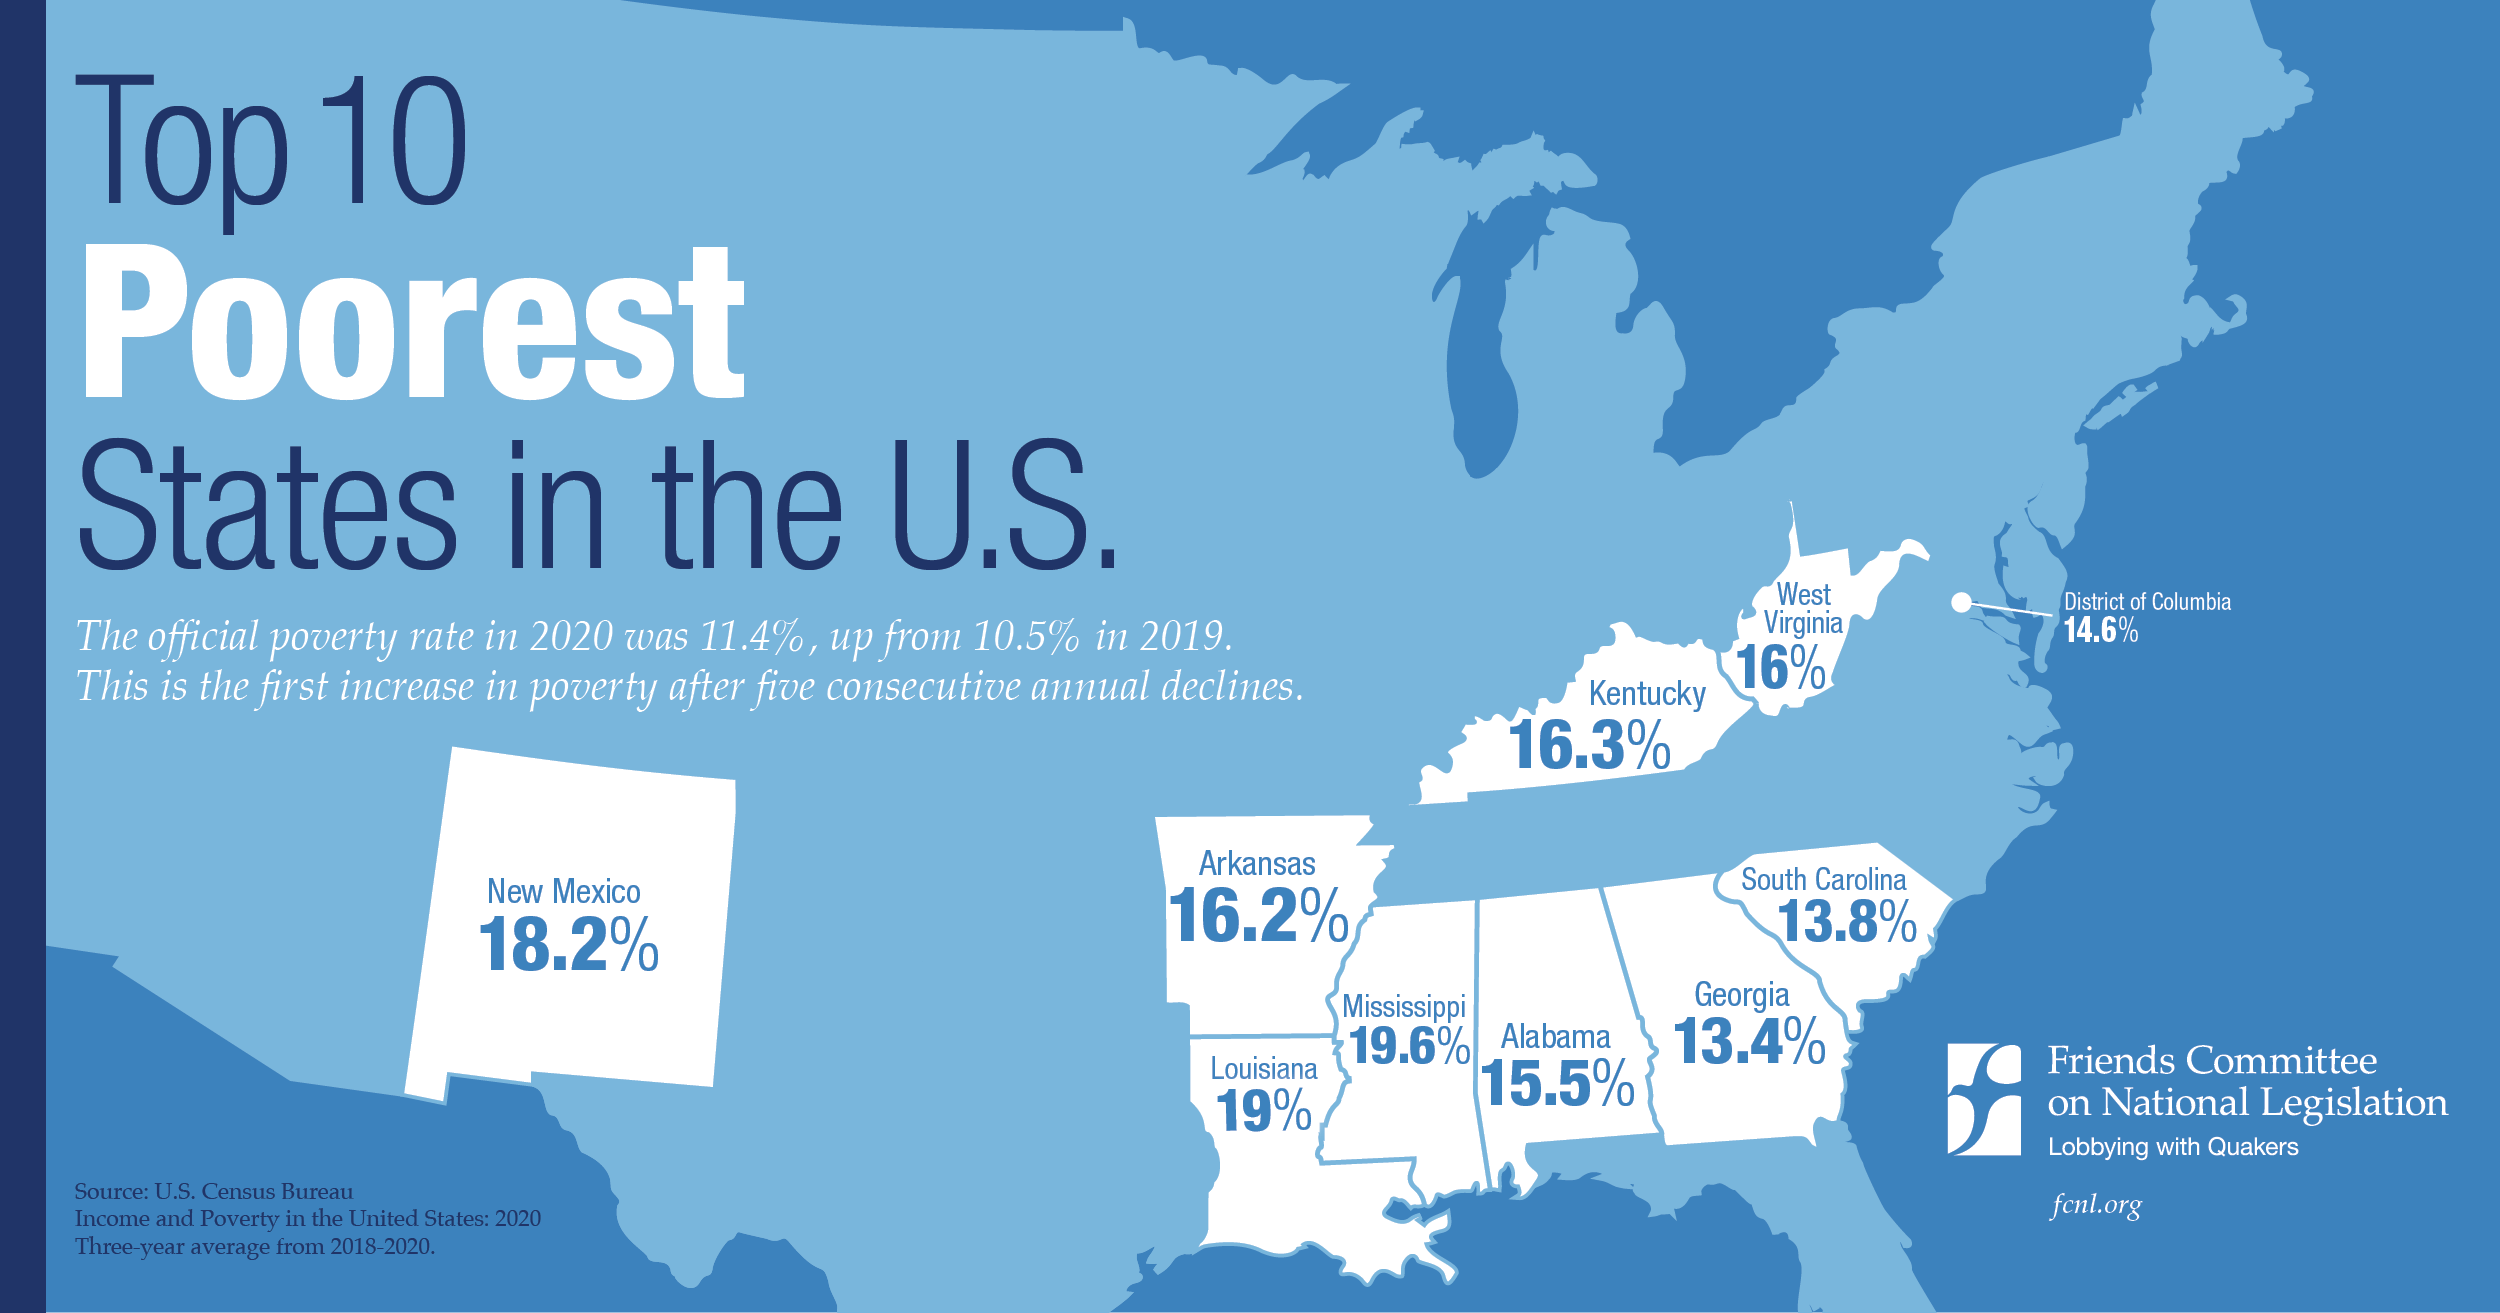 Top 10
Poorest
States in the U.S.
The official poverty rate in 2020 was 11.4%, up from 10.5% in 2019.
This is the first increase in poverty after five consecutive annual declines.
West
Virginia
16%
District of Columbia
14.6%
Kentucky
16.3%
New Mexico
18.2%
Arkansas
16.2%
South Carolina
13.8%
Mississippi
19.6%
Alabama
15.5%
Georgia
13.4%
Louisiana
19%
Friends Committee
on National Legislation
Lobbying with Quakers
fcnl.org
Source: U.S. Census Bureau
Income and Poverty in the United States: 2020
Three-year average from 2018-2020.